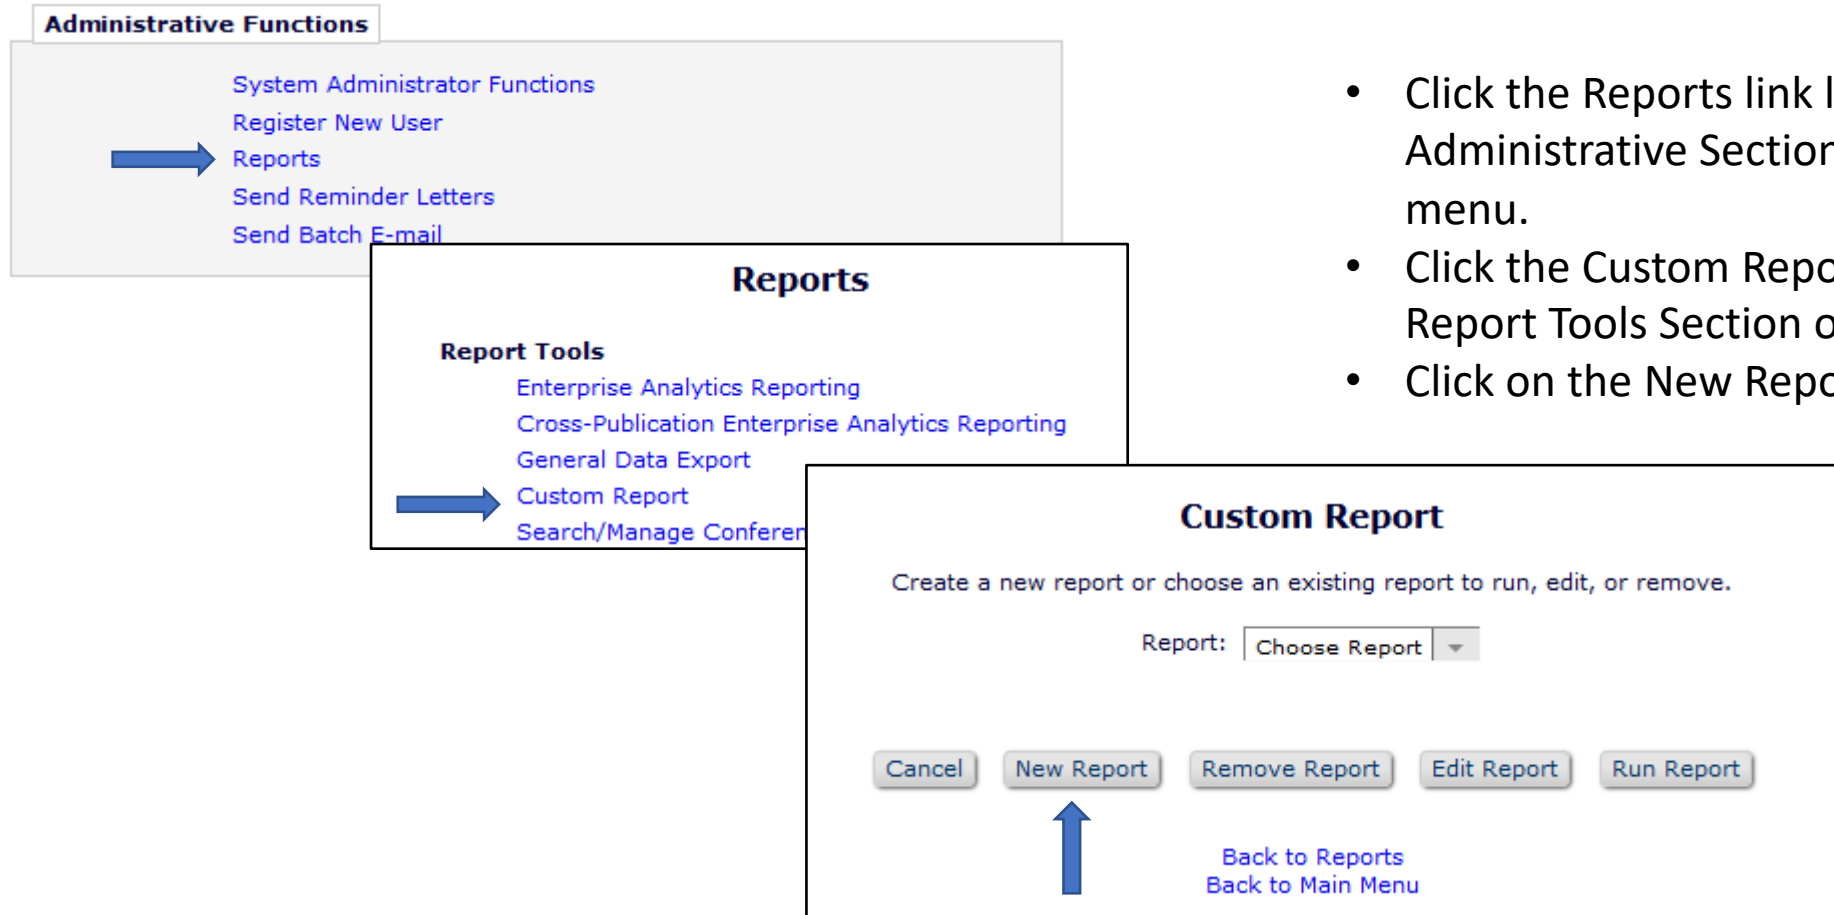 Administrative Functions
System Administrator Functions
Register New User
Reports
Send Reminder Letters
Send Batch E-mail
Reports
Report Tools
Enterprise Analytics Reporting
Cross-Publication Enterprise Analytics Reporting
General Data Export
Custom Report
Search/Manage
Custom Report
Create a new report or choose an existing report to run, edit, or remove.
Report: Choose Report
Cancel New Report Remove Report Edit Report Run Report
Back to Reports
Back to Main Menu
• Click the Reports link
Administrative
menu.
• Click the Custom
Report Tools Section
• Click on the New